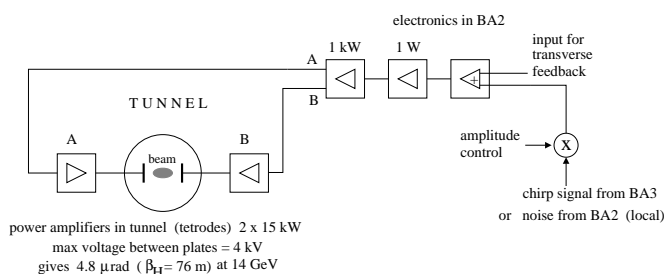 electronics in BA2
1 kW
1 W
input for
transverse
feedback
A
B
+
T U N N E L
A
B
beam
amplitude
control
X
chirp signal from BA3
or noise from BA2 (local)
power amplifiers in tunnel (tetrodes) 2 x 15 kW
max voltage between plates = 4 kV
gives 4.8 μrad ( βH = 76 m) at 14 GeV